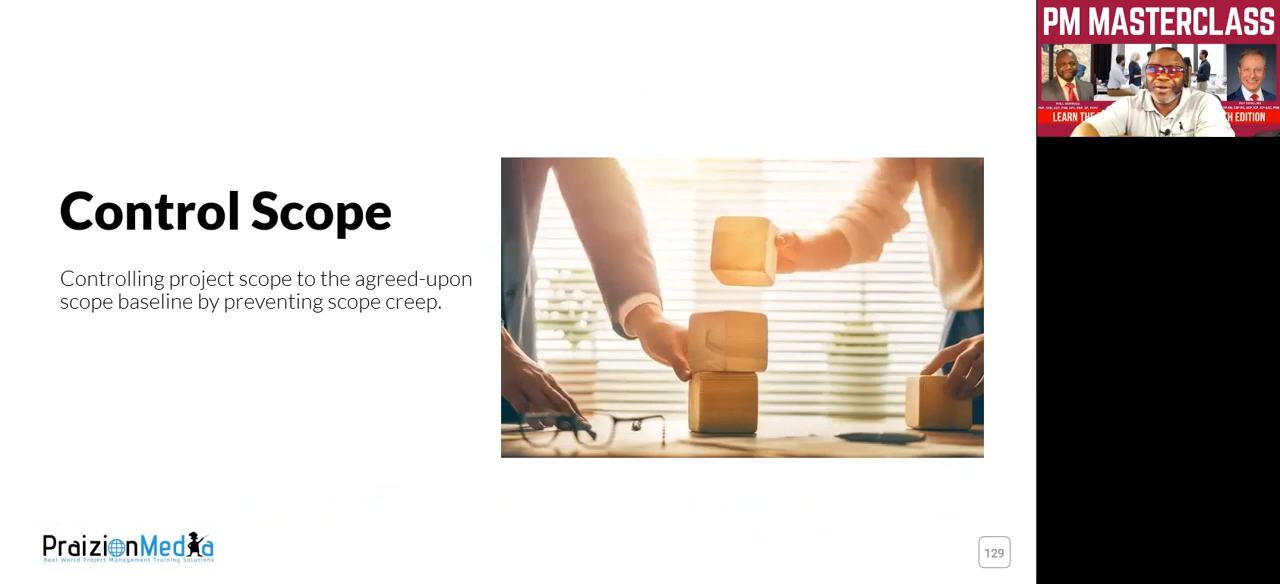 Control Scope
Controlling project scope to the agreed-upon
scope baseline by preventing scope creep.
PraizionMedia
Real World Project Management Training Solutions
129
PM MASTERCLASS
LEARN THE
TH EDITION